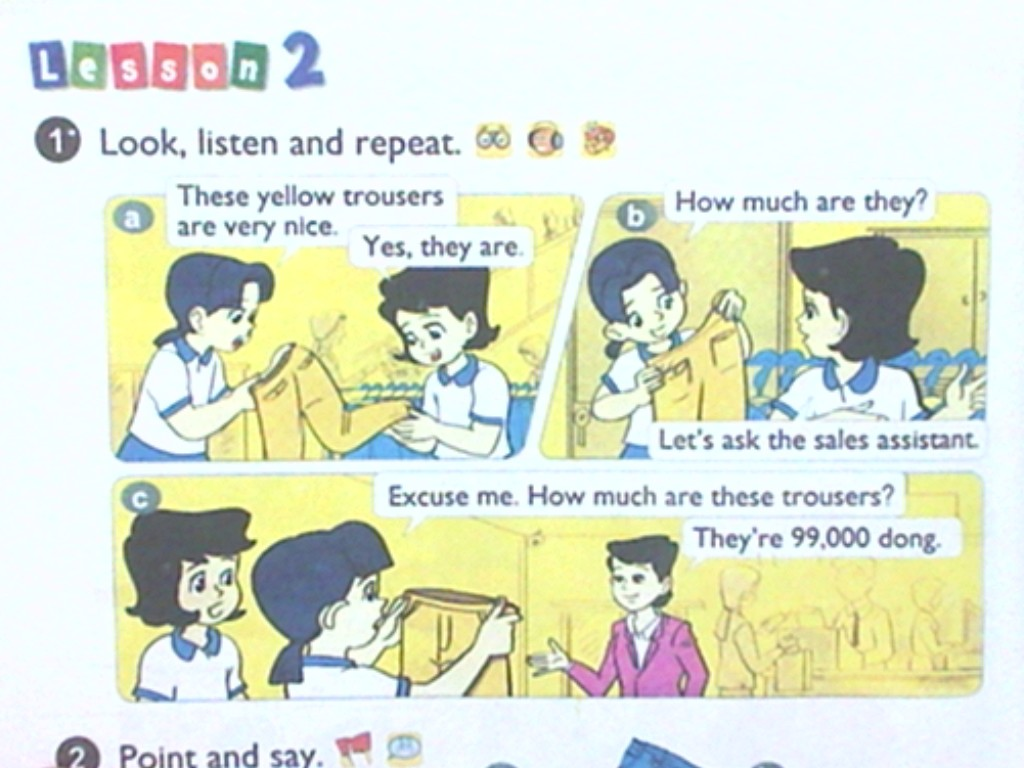 Lesson 2
1 Look, listen and repeat.
a
These yellow trousers
are very nice.
Yes, they are.
b
How much are they?
Let's ask the sales assistant.
c
Excuse me. How much are these trousers?
They're 99,000 dong.
2 Point and say.